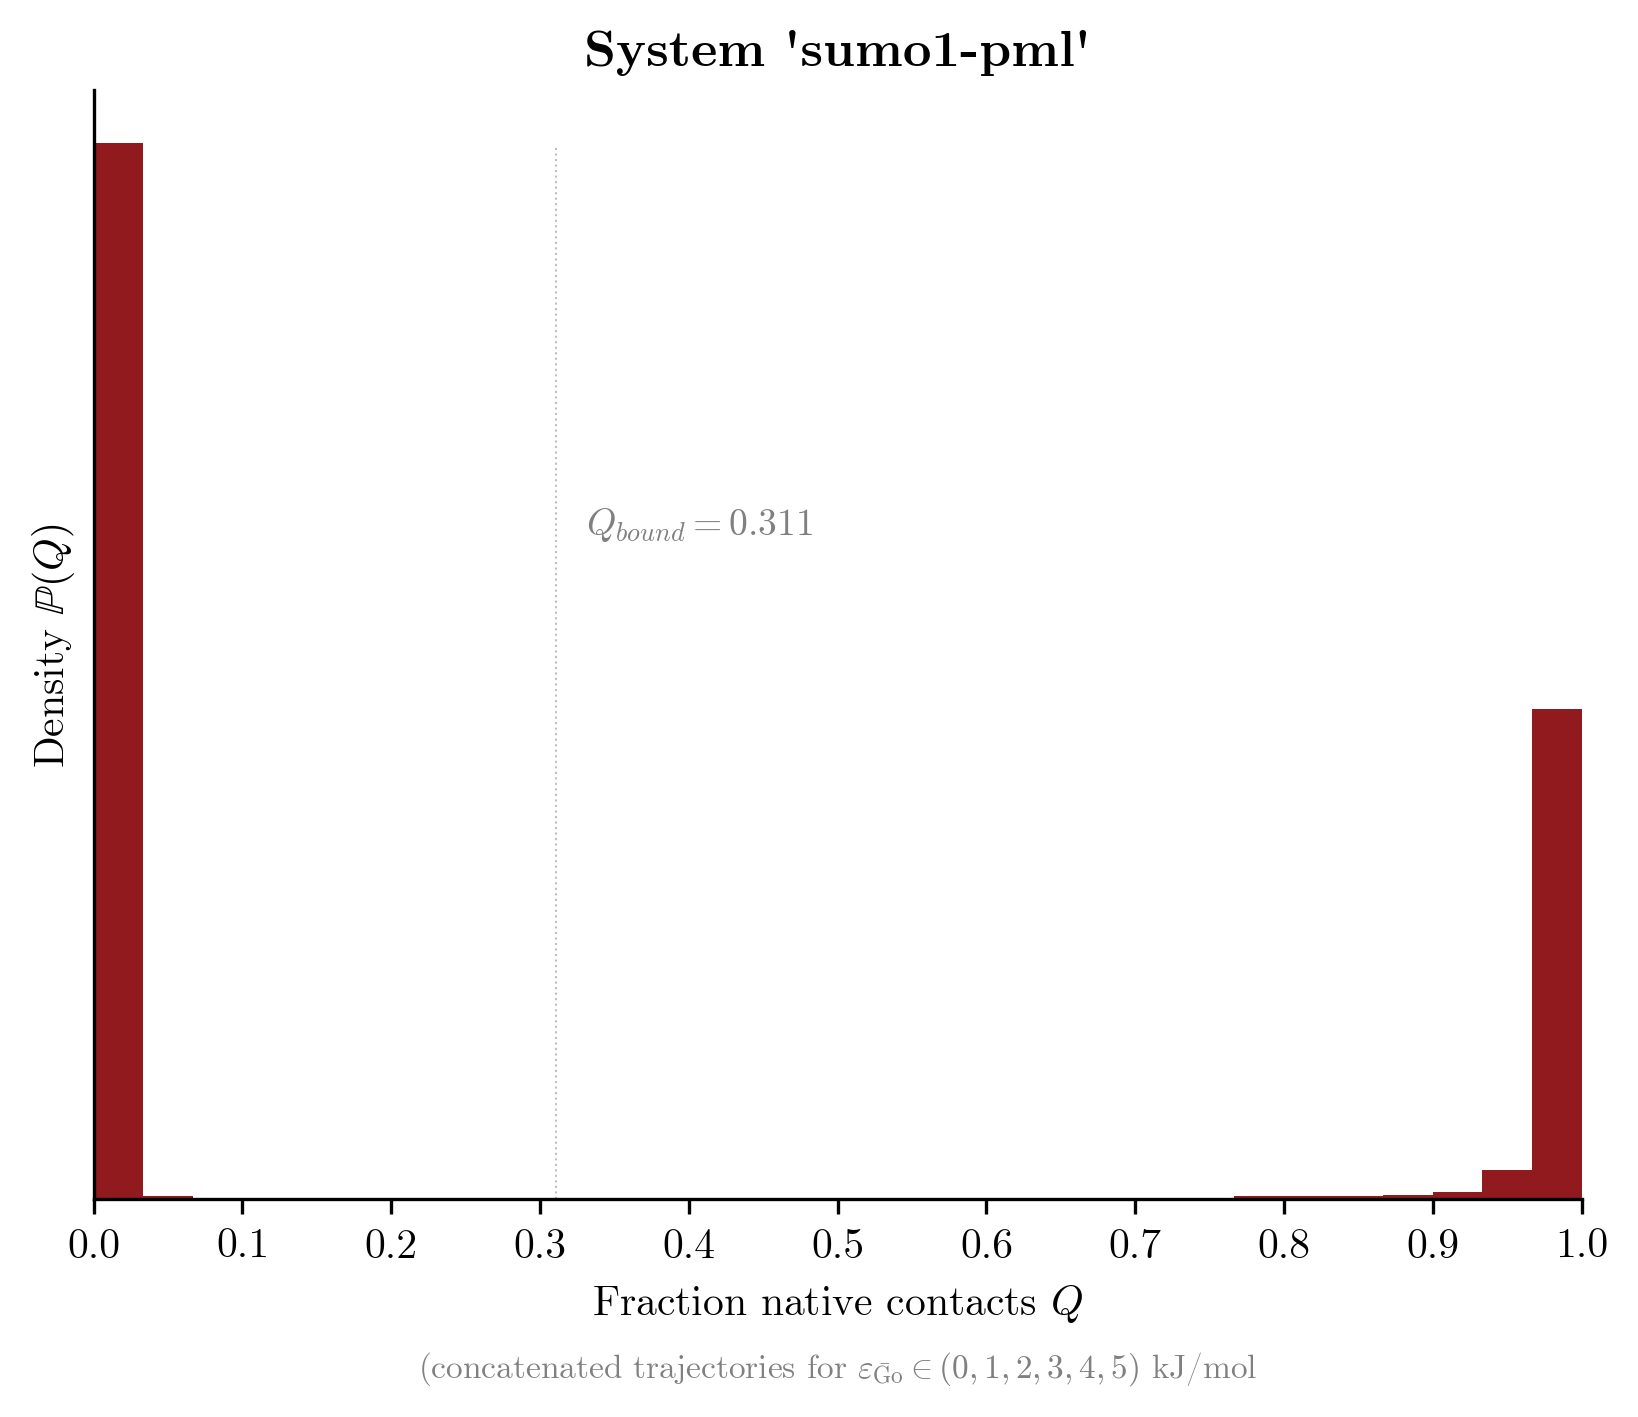 System 'sumo1-pml'
Density ℙ(Q)
Q_bound = 0.311
0.0 0.1 0.2 0.3 0.4 0.5 0.6 0.7 0.8 0.9 1.0
Fraction native contacts Q
(concatenated trajectories for ε_Ḡo ∈ (0, 1, 2, 3, 4, 5) kJ/mol